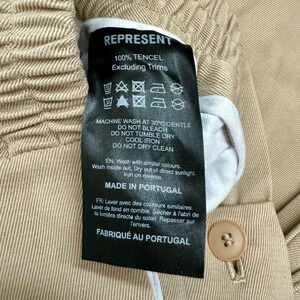 REPRESENT
100% TENCEL
Excluding Trims
MACHINE WASH AT 30ºC GENTLE
DO NOT BLEACH
DO NOT TUMBLE DRY
COOL IRON
DO NOT DRY CLEAN
EN: Wash with similar colours.
Wash inside out. Dry out of direct sunlight.
Iron on reverse.
MADE IN PORTUGAL
FR: Laver avec des couleurs similaires.
Laver de fond en comble. Sécher à l'abri de
la lumière directe du soleil. Repasser au
dos.
FABRIQUÉ AU PORTUGAL